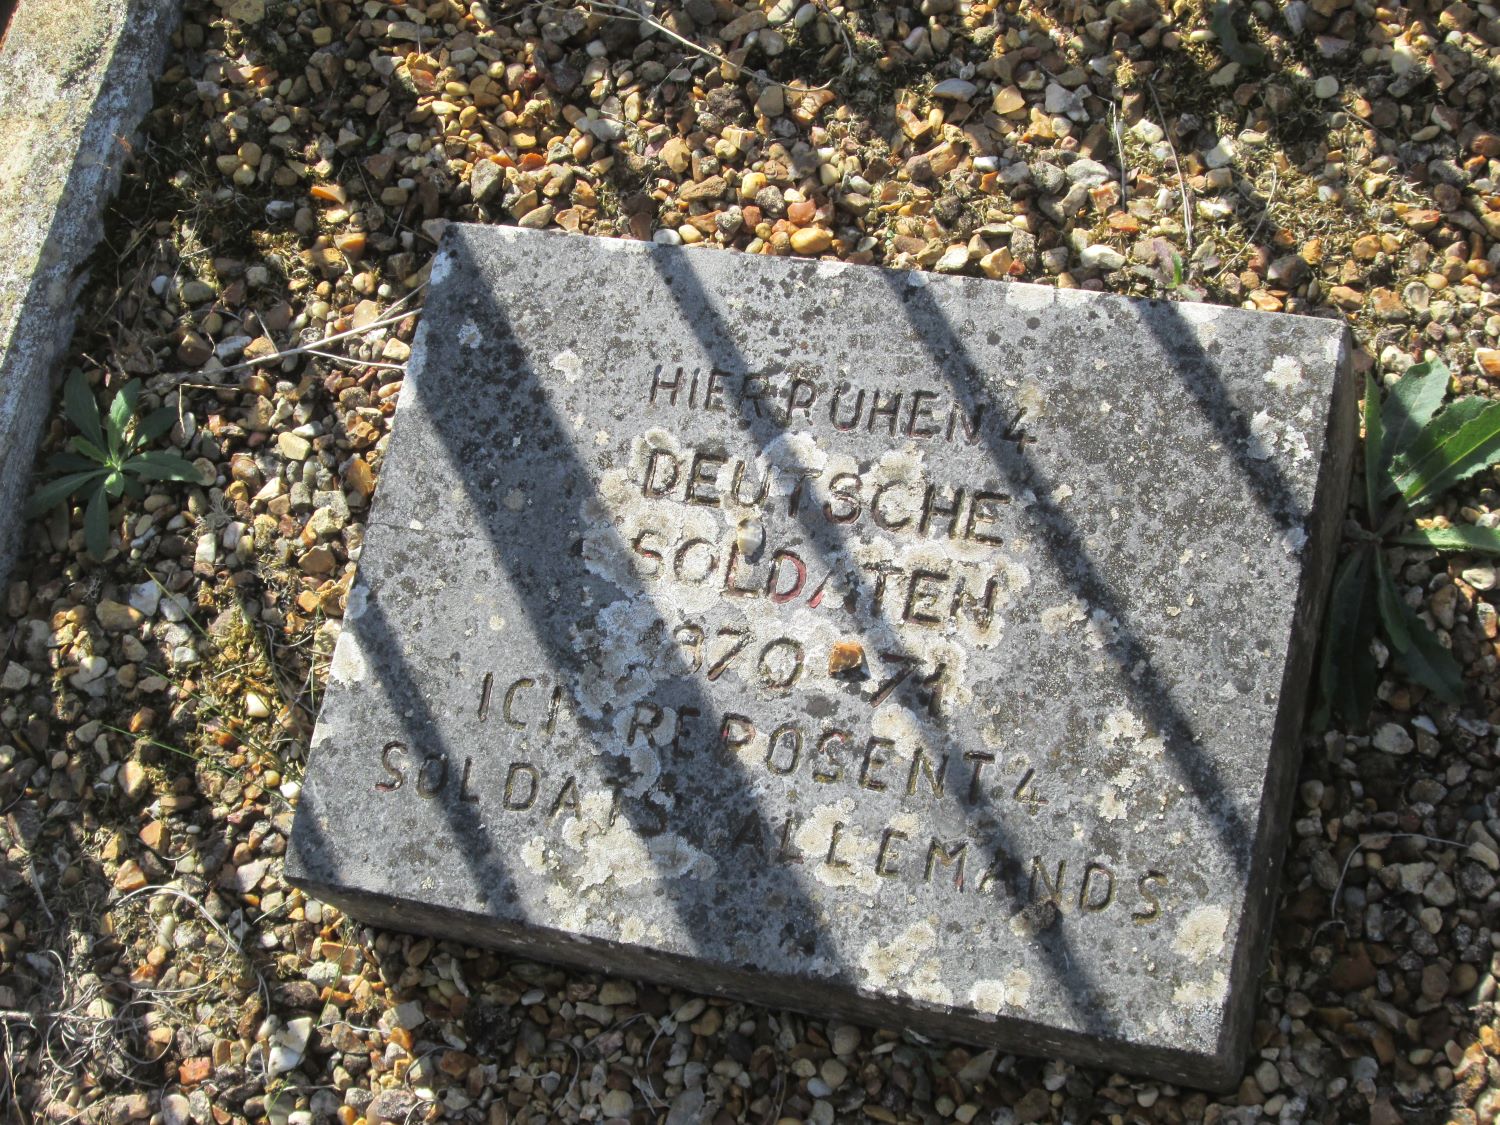 HIER RUHEN 4
DEUTSCHE
SOLDATEN
1870-71
ICI REPOSENT 4
SOLDATS ALLEMANDS